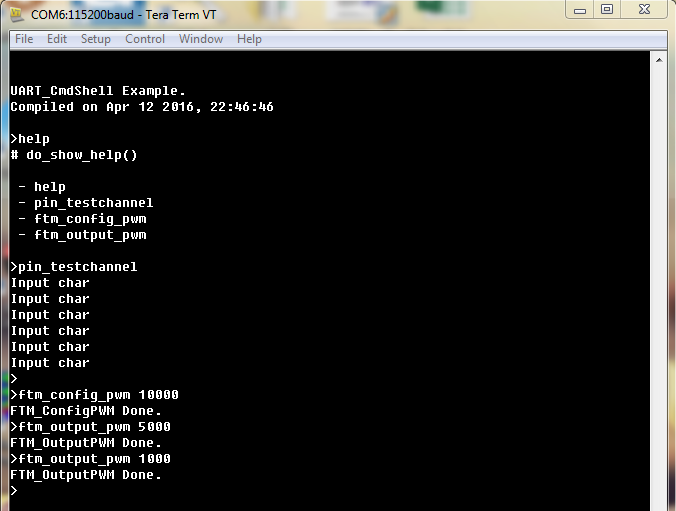 COM6:115200baud - Tera Term VT
File Edit Setup Control Window Help
UART_CmdShell Example.
Compiled on Apr 12 2016, 22:46:46
>help
# do_show_help()
- help
- pin_testchannel
- ftm_config_pwm
- ftm_output_pwm
>pin_testchannel
Input char
Input char
Input char
Input char
Input char
Input char
>
>ftm_config_pwm 10000
FTM_ConfigPWM Done.
>ftm_output_pwm 5000
FTM_OutputPWM Done.
>ftm_output_pwm 1000
FTM_OutputPWM Done.
>